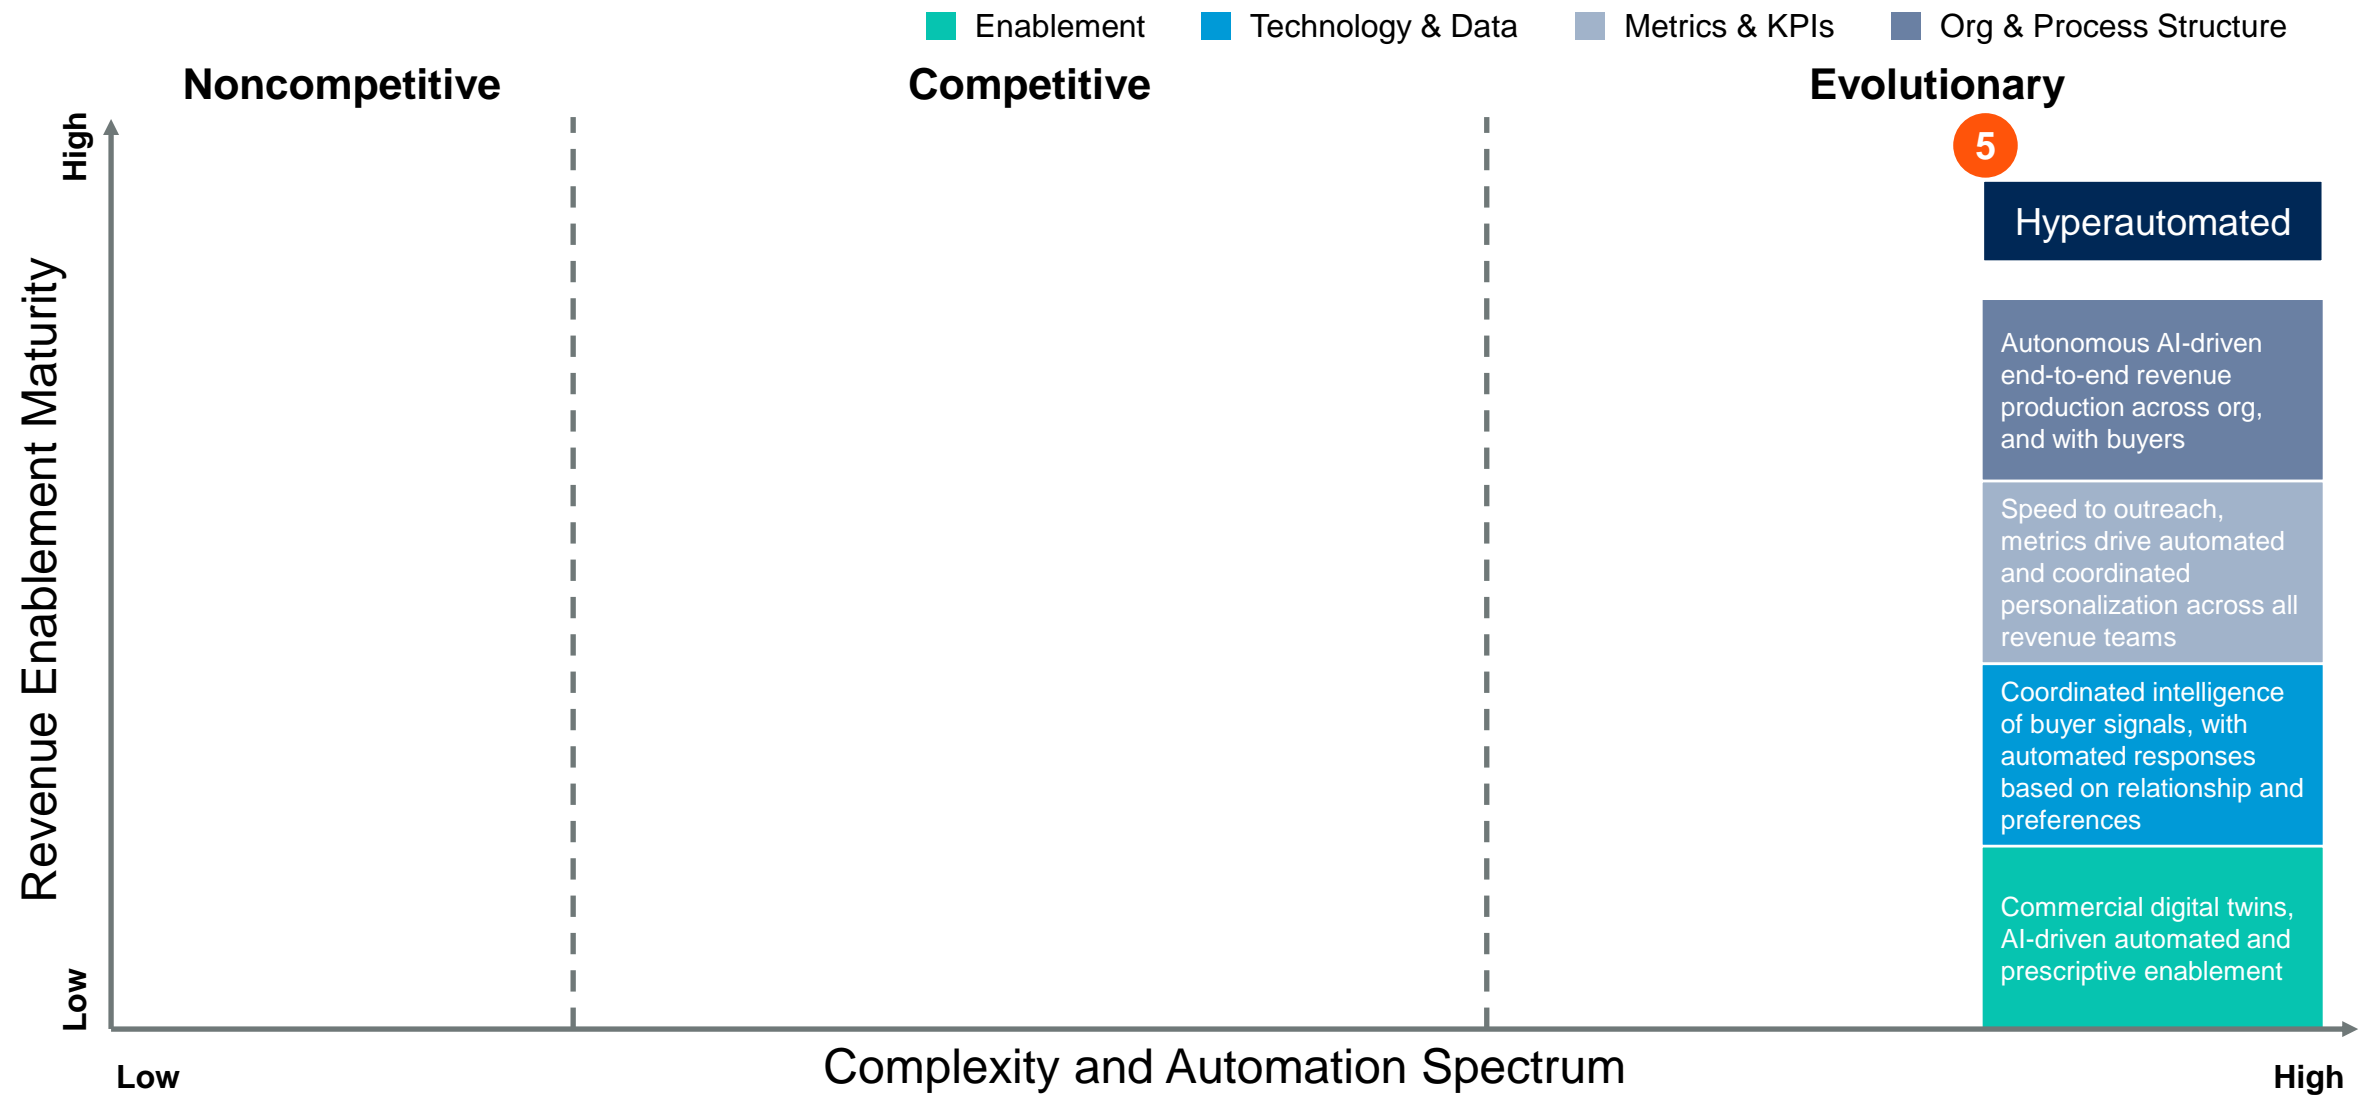 Enablement
Technology & Data
Metrics & KPIs
Org & Process Structure
Noncompetitive
Competitive
Evolutionary
High
Revenue Enablement Maturity
Low
5
Hyperautomated
Autonomous AI-driven
end-to-end revenue
production across org,
and with buyers
Speed to outreach,
metrics drive automated
and coordinated
personalization across all
revenue teams
Coordinated intelligence
of buyer signals, with
automated responses
based on relationship and
preferences
Commercial digital twins,
AI-driven automated and
prescriptive enablement
Low
Complexity and Automation Spectrum
High